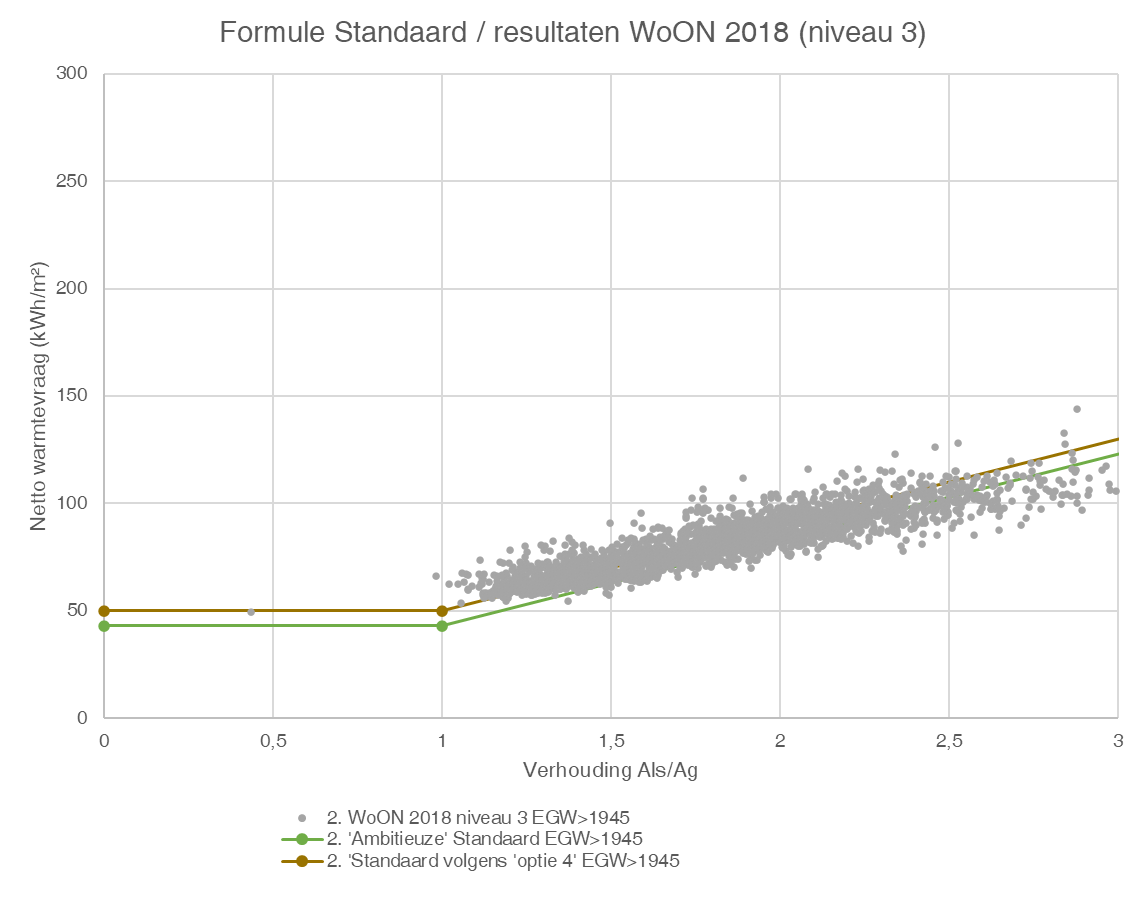 Formule Standaard / resultaten WoON 2018 (niveau 3)
300
250
200
150
100
50
0
Netto warmtevraag (kWh/m²)
0 0,5 1 1,5 2 2,5 3
Verhouding Als/Ag
2. WoON 2018 niveau 3 EGW>1945
2. 'Ambitieuze' Standaard EGW>1945
2. 'Standaard volgens 'optie 4' EGW>1945